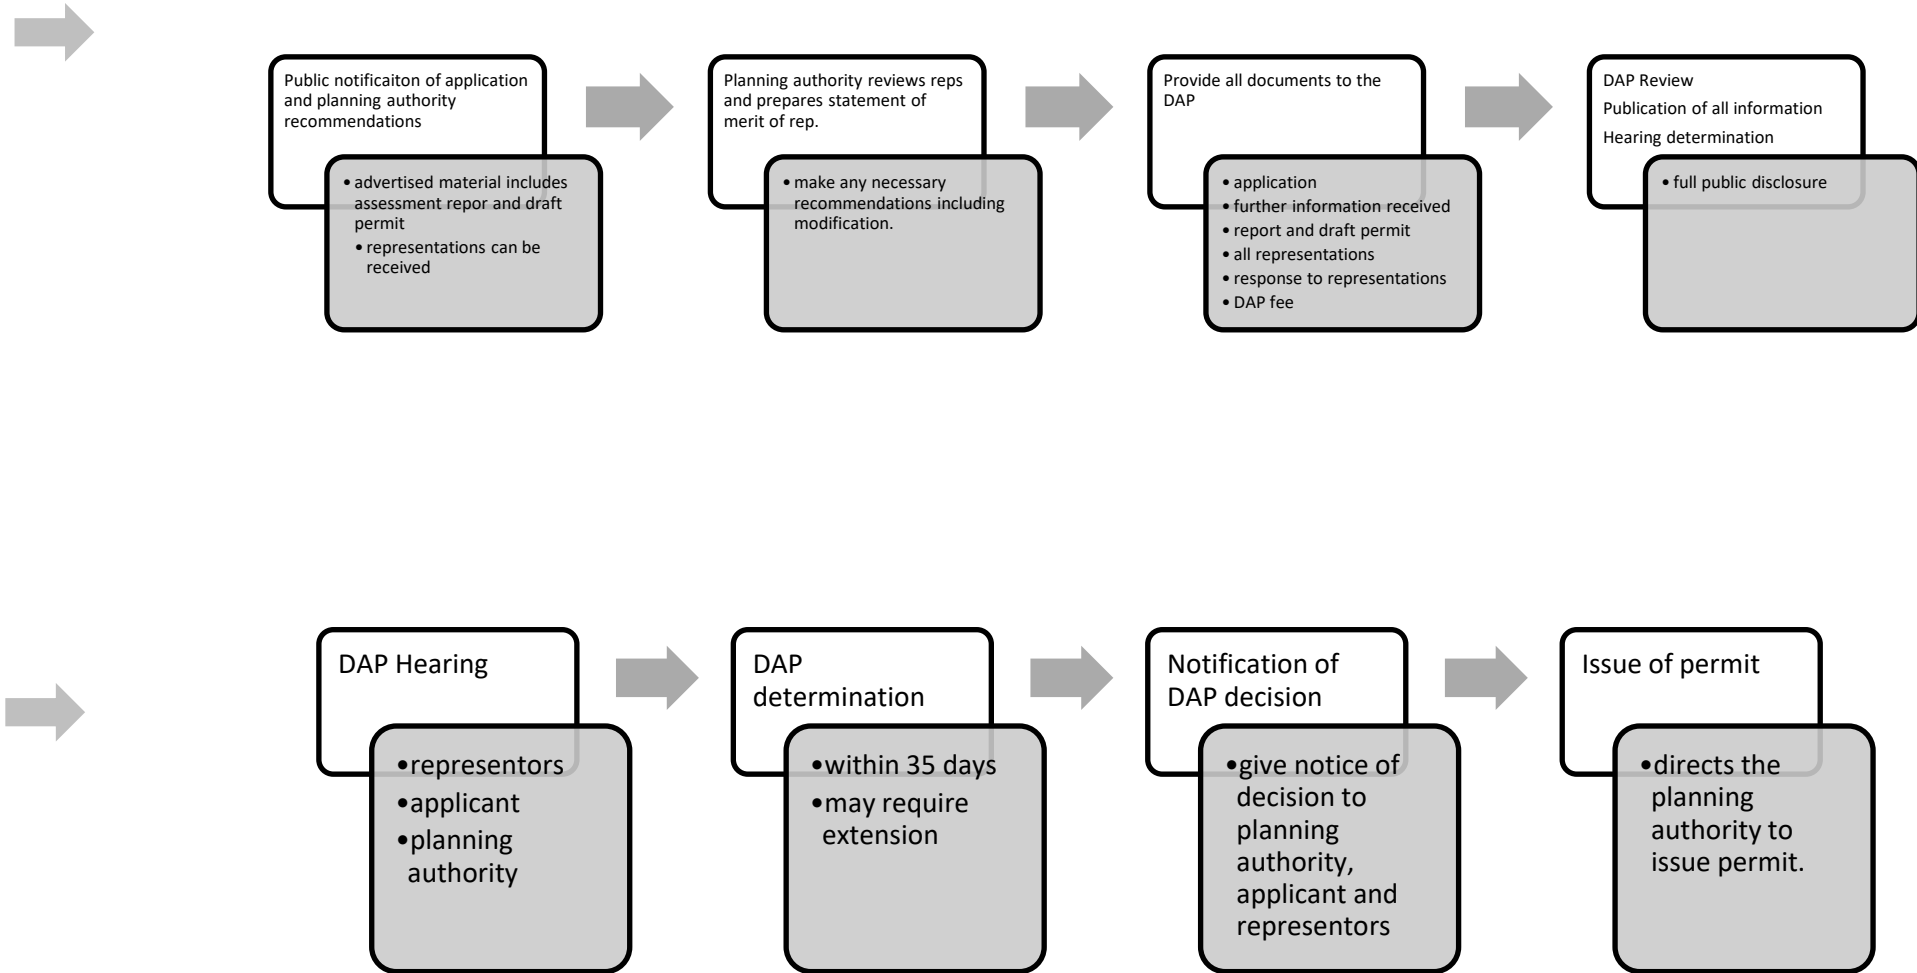 Public notificaiton of application
and planning authority
recommendations
• advertised material includes
assessment repor and draft
permit
• representations can be
received
Planning authority reviews reps
and prepares statement of
merit of rep.
• make any necessary
recommendations including
modification.
Provide all documents to the
DAP
• application
• further information received
• report and draft permit
• all representations
• response to representations
• DAP fee
DAP Review
Publication of all information
Hearing determination
• full public disclosure
DAP Hearing
•representors
•applicant
•planning
authority
DAP
determination
•within 35 days
•may require
extension
Notification of
DAP decision
•give notice of
decision to
planning
authority,
applicant and
representors
Issue of permit
•directs the
planning
authority to
issue permit.